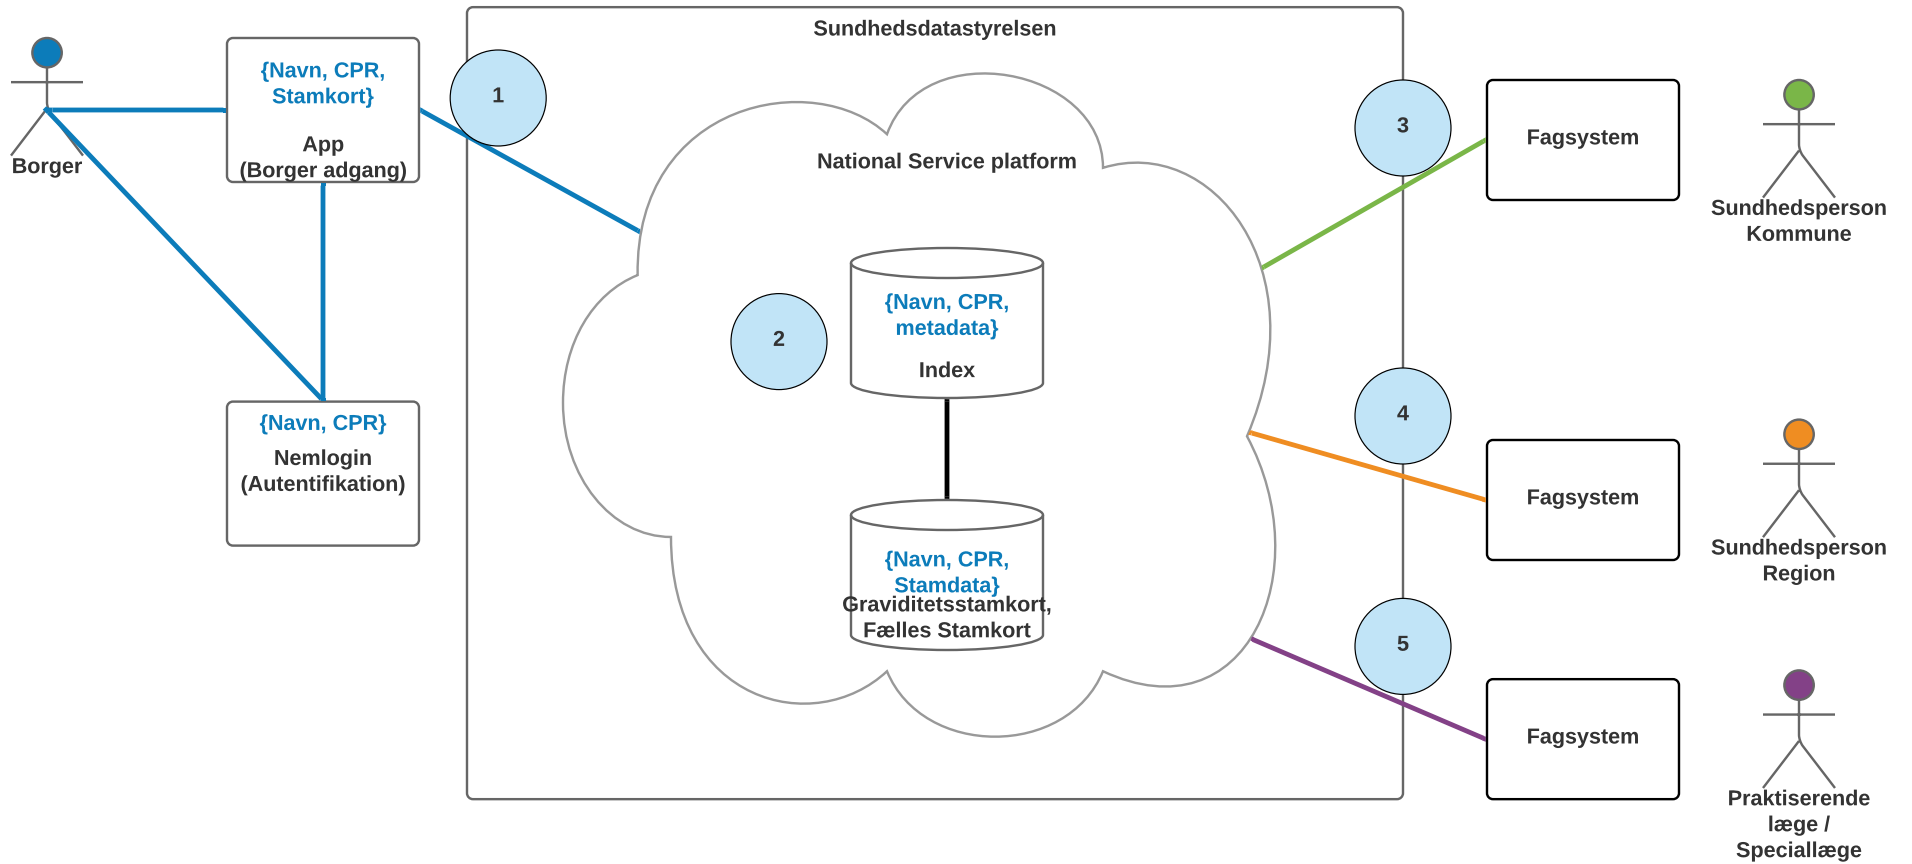 Sundhedsdatastyrelsen
Borger
{Navn, CPR,
Stamkort}
App
(Borger adgang)
{Navn, CPR}
Nemlogin
(Autentifikation)
1
National Service platform
2
{Navn, CPR,
metadata}
Index
{Navn, CPR,
Stamdata}
Graviditetsstamkort,
Fælles Stamkort
3
Fagsystem
Sundhedsperson
Kommune
4
Fagsystem
Sundhedsperson
Region
5
Fagsystem
Praktiserende
læge /
Speciallæge